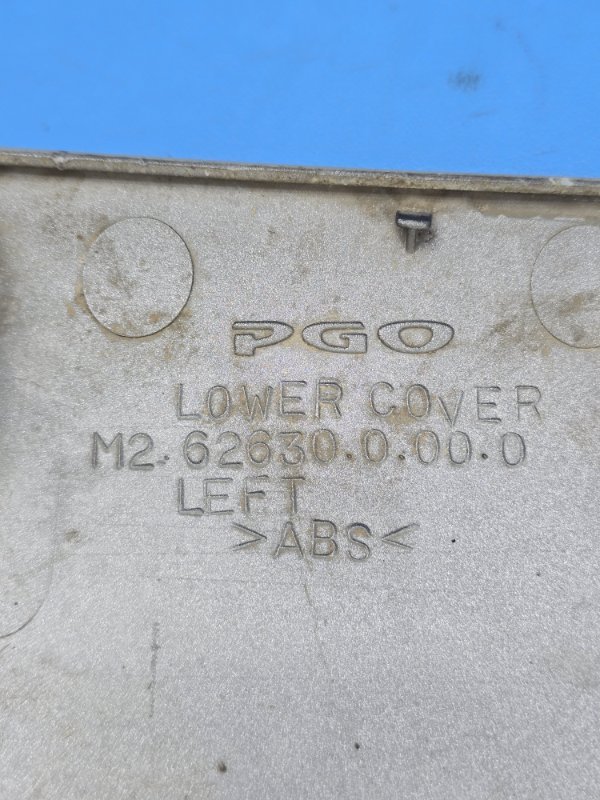 PGO
LOWER COVER
M2.62630.0.00.0
LEFT
>ABS<